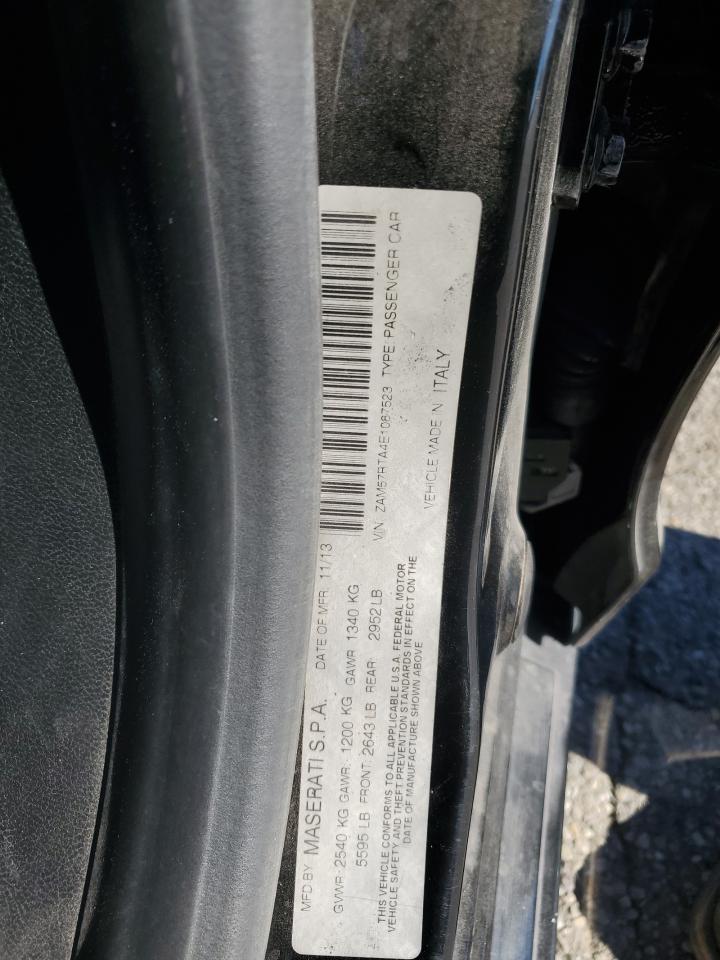 MFD BY: MASERATI S.P.A. DATE OF MFR: 11/13
GVWR: 2540 KG GAWR: 1200 KG GAWR: 1340 KG
5595 LB FRONT: 2643 LB REAR: 2952 LB
VIN: ZAM57RTA4E1087523 TYPE: PASSENGER CAR
THIS VEHICLE CONFORMS TO ALL APPLICABLE U.S.A. FEDERAL MOTOR
VEHICLE SAFETY AND THEFT PREVENTION STANDARDS IN EFFECT ON THE
DATE OF MANUFACTURE SHOWN ABOVE
VEHICLE MADE IN ITALY